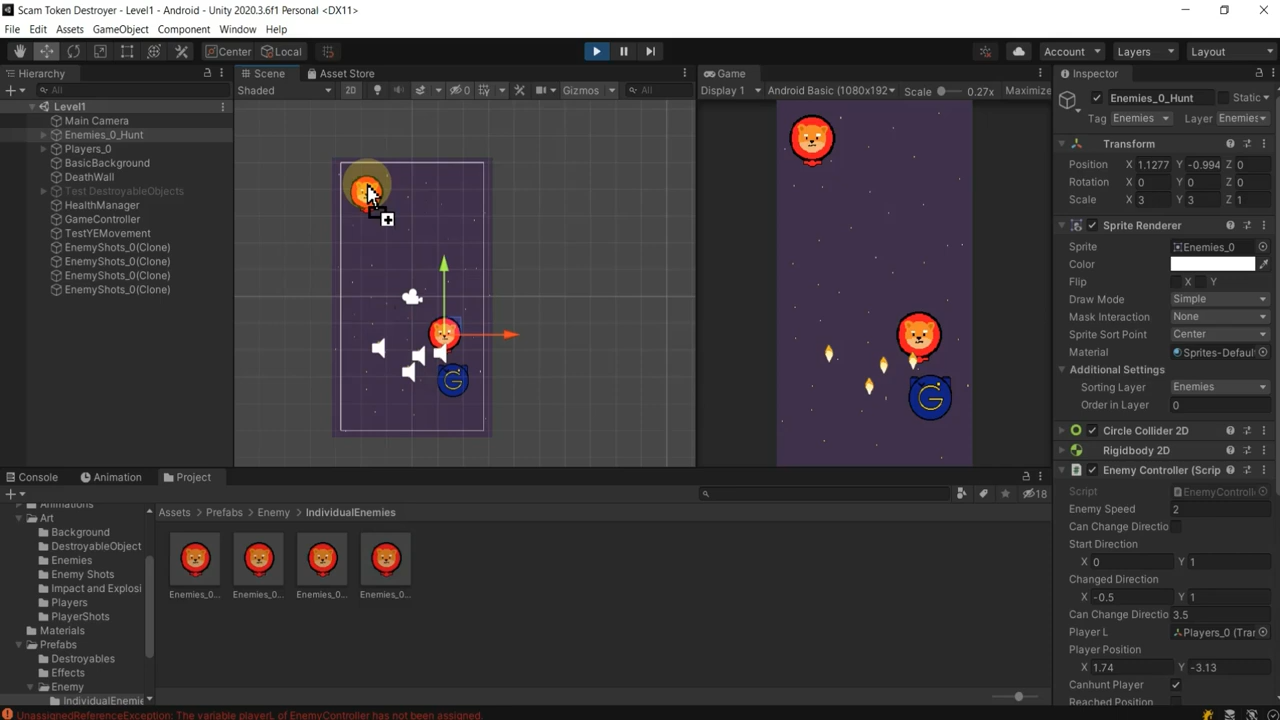 Scam Token Destroyer - Level1 - Android - Unity 2020.3.6f1 Personal <DX11>
File Edit Assets GameObject Component Window Help
Center Local Account Layers Layout
Hierarchy Scene Asset Store Game Inspector
All Shaded 2D 0 Gizmos All Display 1 Android Basic (1080x192 Scale 0.27x Maximize
Enemies_0_Hunt Static
Tag Enemies Layer Enemies
Level1
Main Camera
Enemies_0_Hunt
Players_0
BasicBackground
DeathWall
Test DestroyableObjects
HealthManager
GameController
TestYEMovement
EnemyShots_0(Clone)
EnemyShots_0(Clone)
EnemyShots_0(Clone)
EnemyShots_0(Clone)
G
G
Transform
Position X 1.1277 Y -0.994 Z 0
Rotation X 0 Y 0 Z 0
Scale X 3 Y 3 Z 1
Sprite Renderer
Sprite Enemies_0
Color
Flip X Y
Draw Mode Simple
Mask Interaction None
Sprite Sort Point Center
Material Sprites-Defaul
Additional Settings
Sorting Layer Enemies
Order in Layer 0
Circle Collider 2D
Rigidbody 2D
Enemy Controller (Scrip
Script EnemyControll
Enemy Speed 2
Can Change Directio
Start Direction
X 0 Y 1
Changed Direction
X -0.5 Y 1
Can Change Directio 3.5
Player L Players_0 (Trar
Player Position
X 1.74 Y -3.13
Canhunt Player
Reached Position
Console Animation Project
18
Animations
Art
Background
DestroyableObject
Enemies
Enemy Shots
Impact and Explosi
Players
PlayerShots
Materials
Prefabs
Destroyables
Effects
Enemy
IndividualEnemie
Assets Prefabs Enemy IndividualEnemies
Enemies_0... Enemies_0... Enemies_0... Enemies_0...
UnassignedReferenceException: The variable playerL of EnemyController has not been assigned.